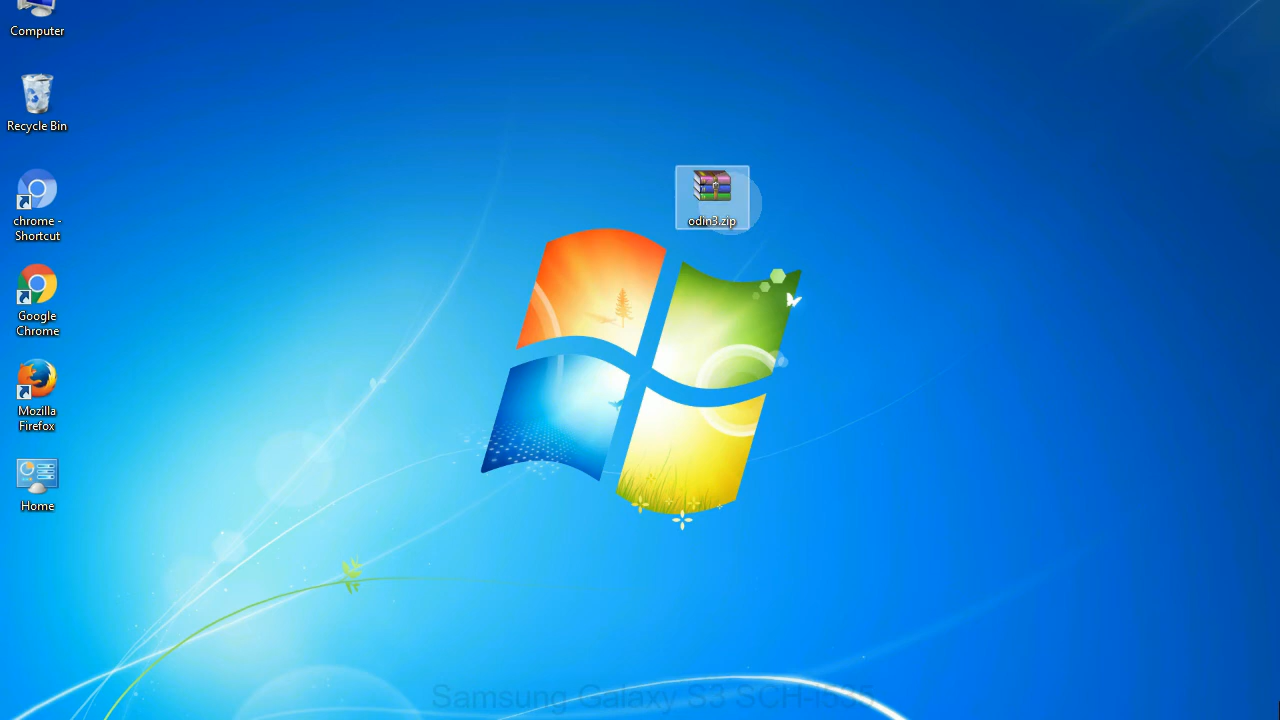 Computer
Recycle Bin
chrome -
Shortcut
Google
Chrome
Mozilla
Firefox
Home
odin3.zip
Samsung Galaxy S3 SCH-I535